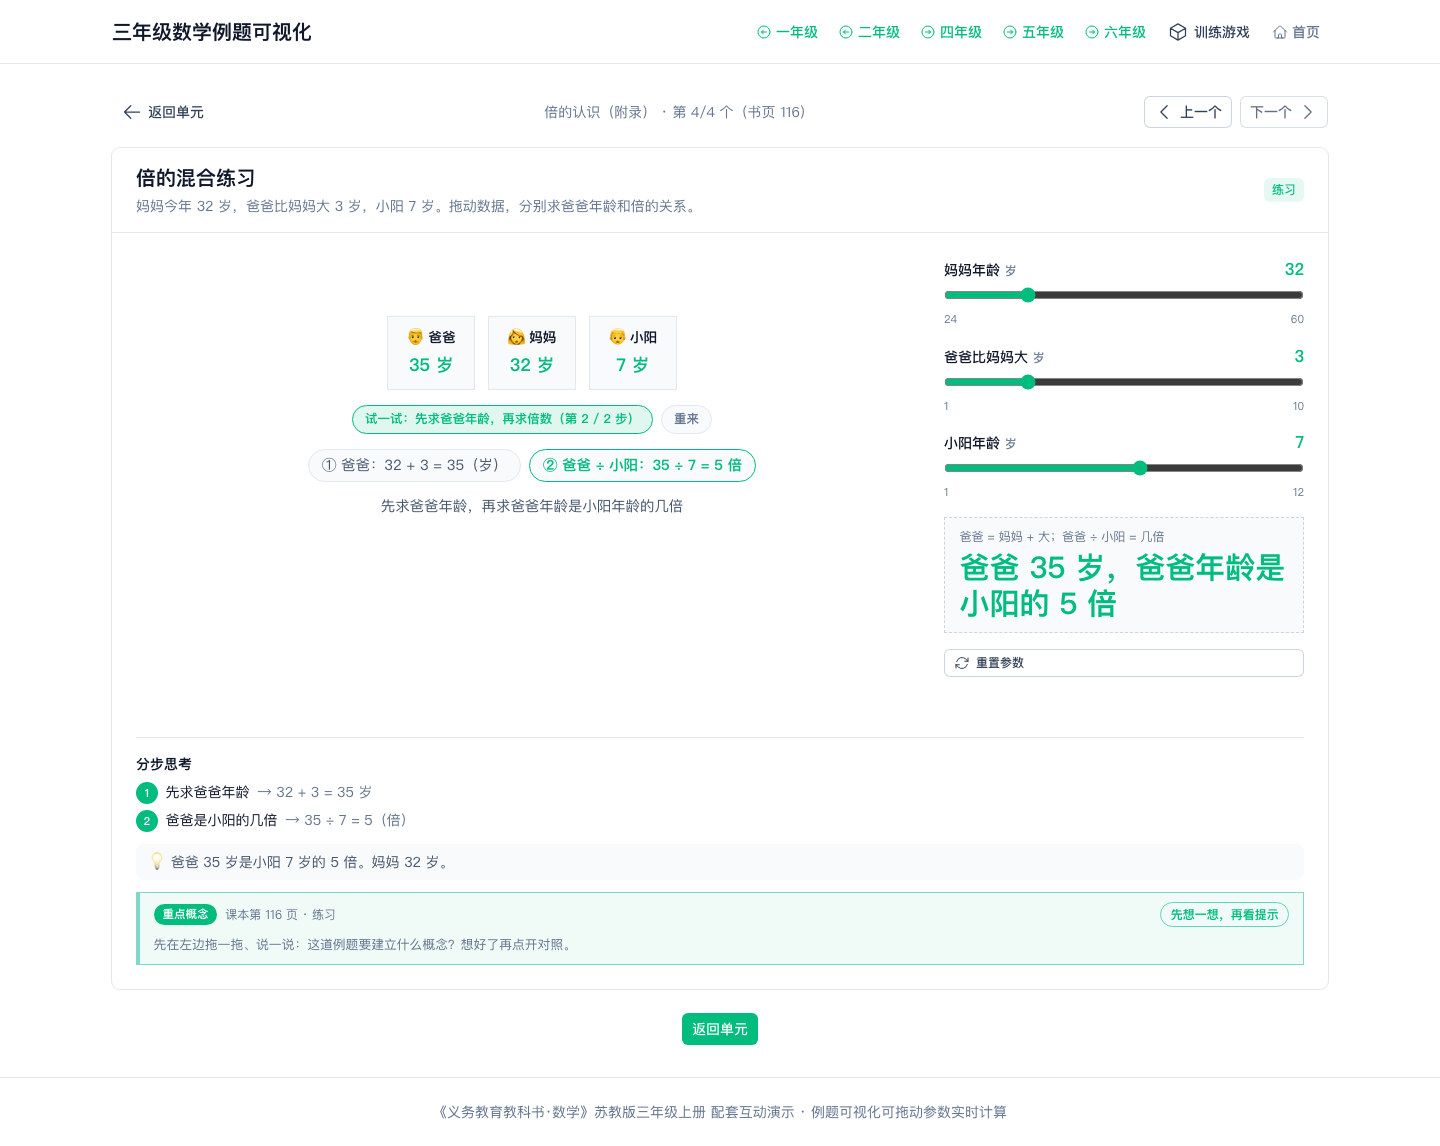 三年级数学例题可视化
一年级 二年级 四年级 五年级 六年级 训练游戏 首页
返回单元
倍的认识（附录） · 第 4/4 个（书页 116）
上一个 下一个
倍的混合练习
妈妈今年 32 岁，爸爸比妈妈大 3 岁，小阳 7 岁。拖动数据，分别求爸爸年龄和倍的关系。
练习
爸爸 妈妈 小阳
35 岁 32 岁 7 岁
试一试：先求爸爸年龄，再求倍数（第 2 / 2 步） 重来
① 爸爸：32 + 3 = 35（岁） ② 爸爸 ÷ 小阳：35 ÷ 7 = 5 倍
先求爸爸年龄，再求爸爸年龄是小阳年龄的几倍
妈妈年龄 岁 32
24 60
爸爸比妈妈大 岁 3
1 10
小阳年龄 岁 7
1 12
爸爸 = 妈妈 + 大；爸爸 ÷ 小阳 = 几倍
爸爸 35 岁，爸爸年龄是
小阳的 5 倍
重置参数
分步思考
1 先求爸爸年龄 → 32 + 3 = 35 岁
2 爸爸是小阳的几倍 → 35 ÷ 7 = 5（倍）
爸爸 35 岁是小阳 7 岁的 5 倍。妈妈 32 岁。
重点概念 课本第 116 页 · 练习
先想一想，再看提示
先在左边拖一拖、说一说：这道例题要建立什么概念？想好了再点开对照。
返回单元
《义务教育教科书·数学》苏教版三年级上册 配套互动演示 · 例题可视化可拖动参数实时计算